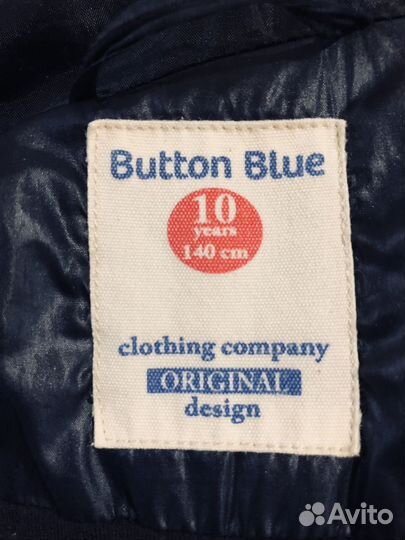 Button Blue
10
years
140 cm
clothing company
ORIGINAL
design
Avito